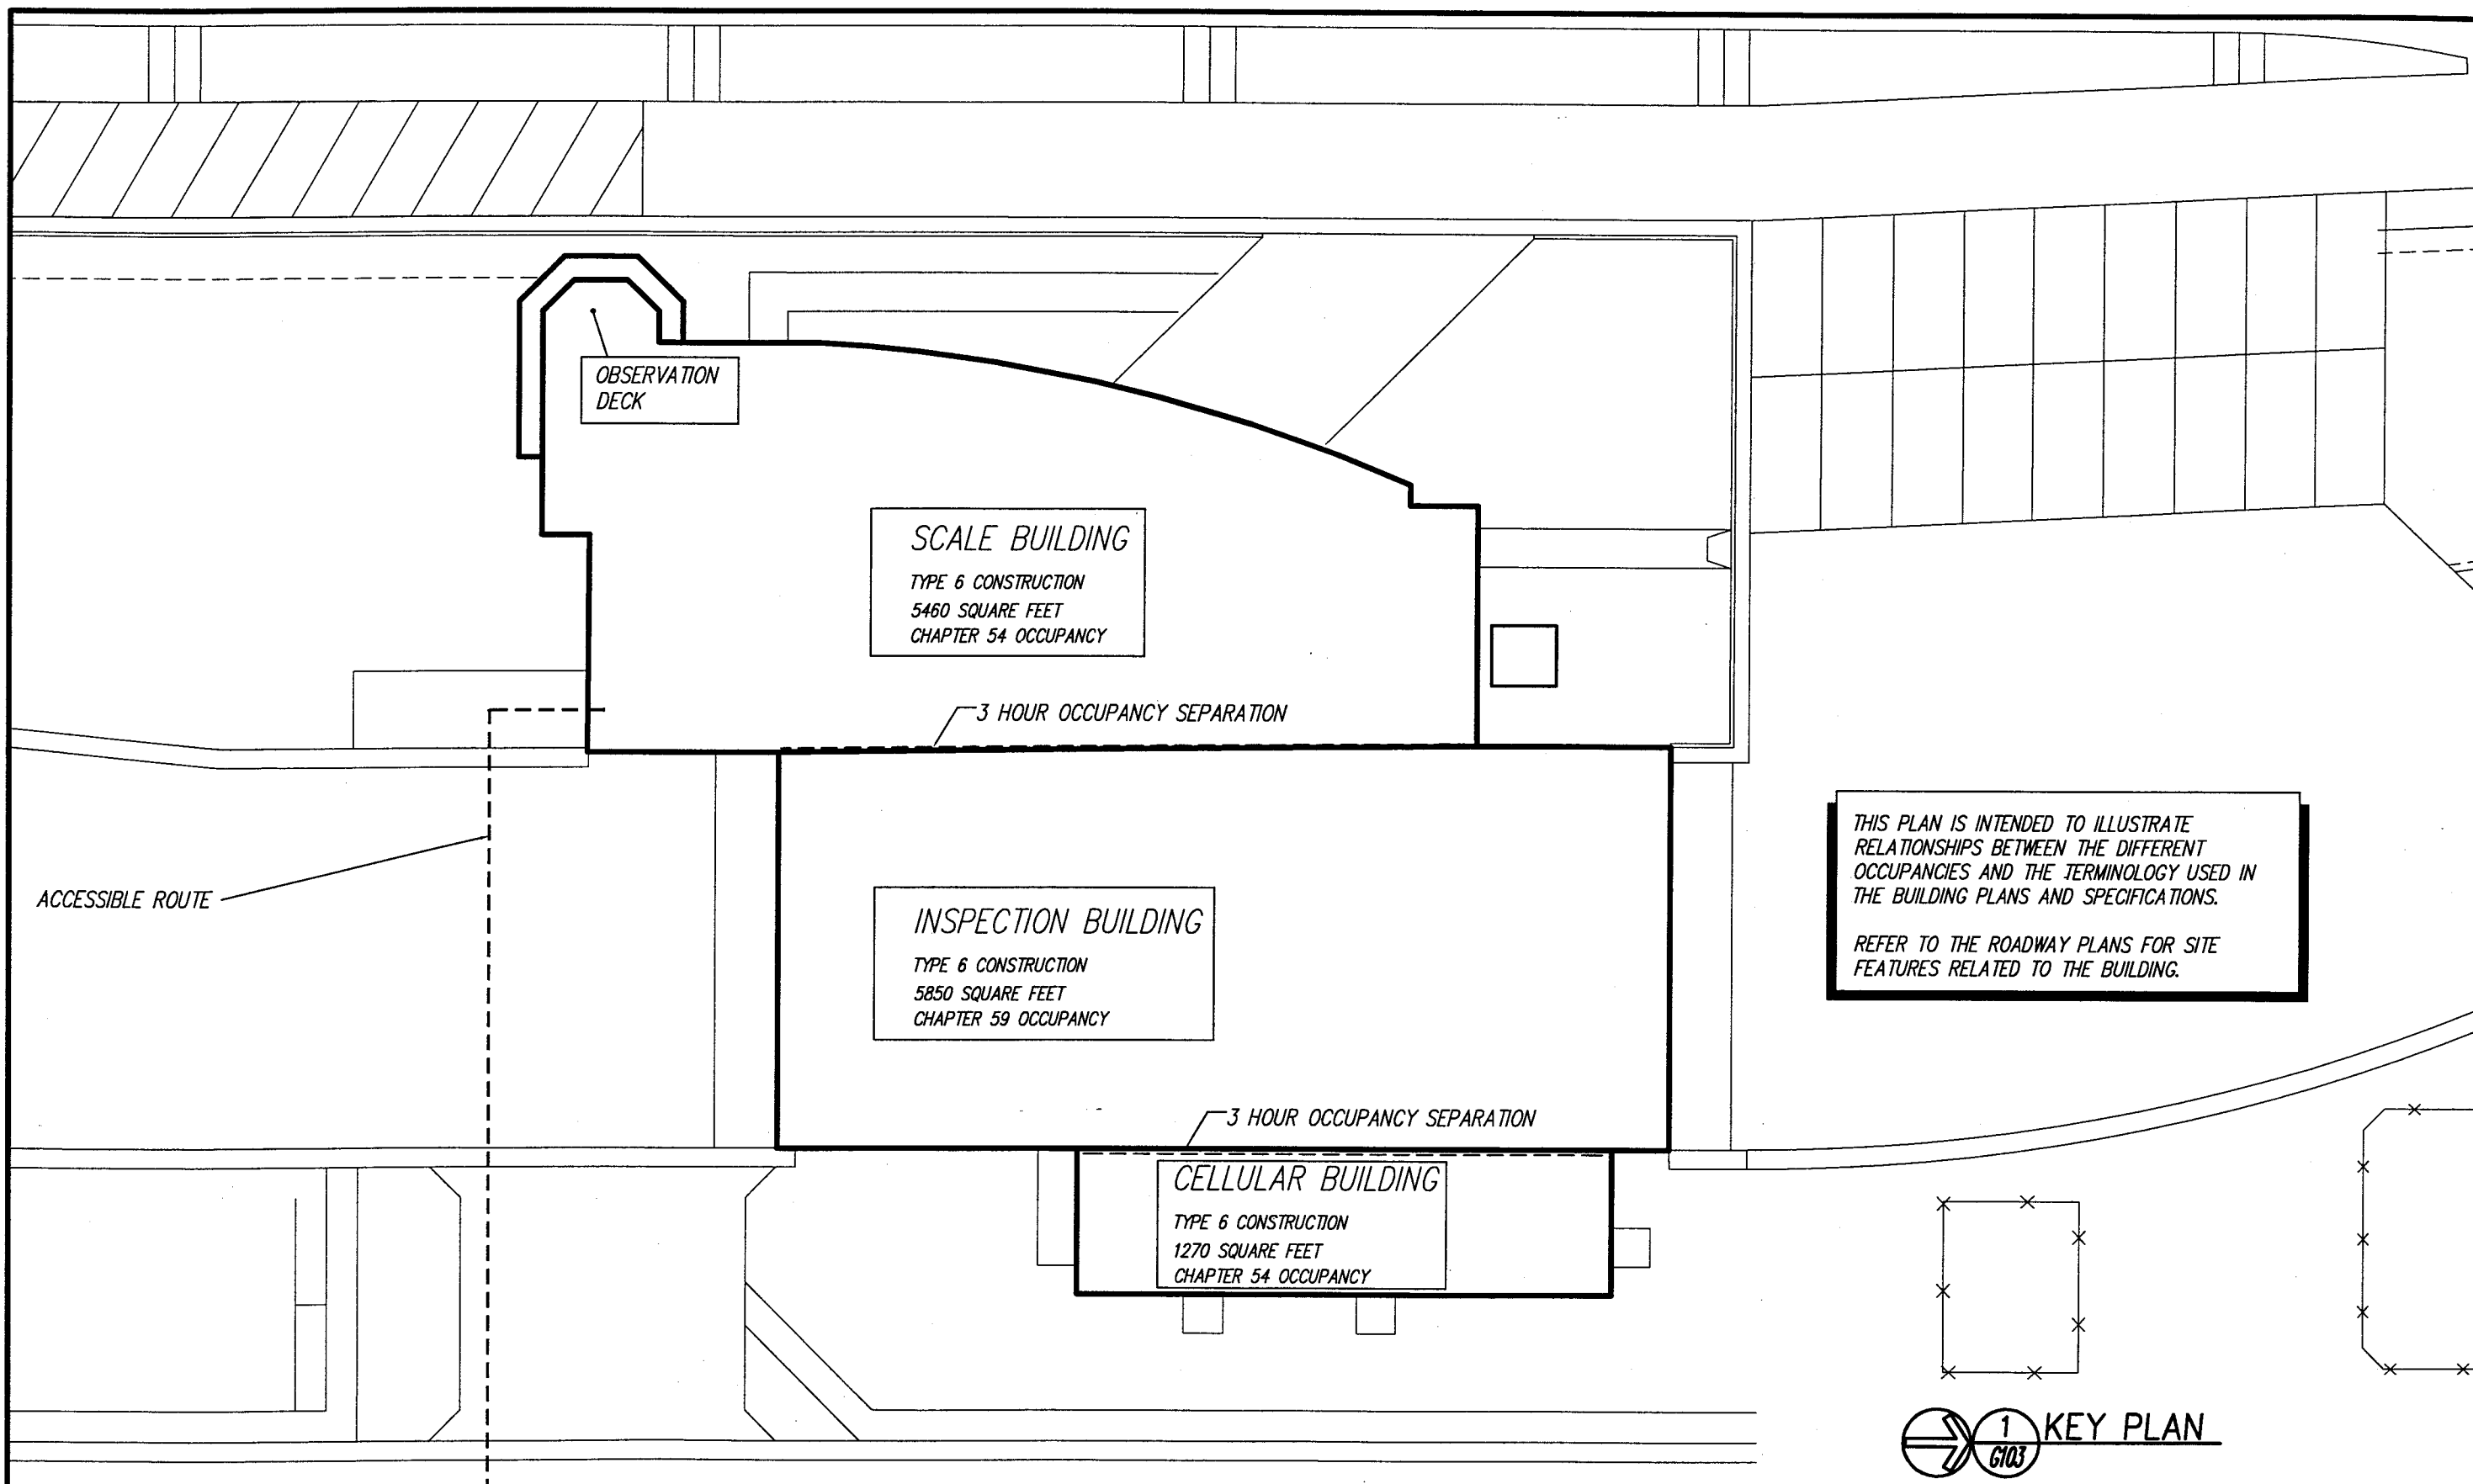 OBSERVATION
DECK
SCALE BUILDING
TYPE 6 CONSTRUCTION
5460 SQUARE FEET
CHAPTER 54 OCCUPANCY
3 HOUR OCCUPANCY SEPARATION
ACCESSIBLE ROUTE
INSPECTION BUILDING
TYPE 6 CONSTRUCTION
5850 SQUARE FEET
CHAPTER 59 OCCUPANCY
THIS PLAN IS INTENDED TO ILLUSTRATE
RELATIONSHIPS BETWEEN THE DIFFERENT
OCCUPANCIES AND THE TERMINOLOGY USED IN
THE BUILDING PLANS AND SPECIFICATIONS.
REFER TO THE ROADWAY PLANS FOR SITE
FEATURES RELATED TO THE BUILDING.
3 HOUR OCCUPANCY SEPARATION
CELLULAR BUILDING
TYPE 6 CONSTRUCTION
1270 SQUARE FEET
CHAPTER 54 OCCUPANCY
1
G103
KEY PLAN